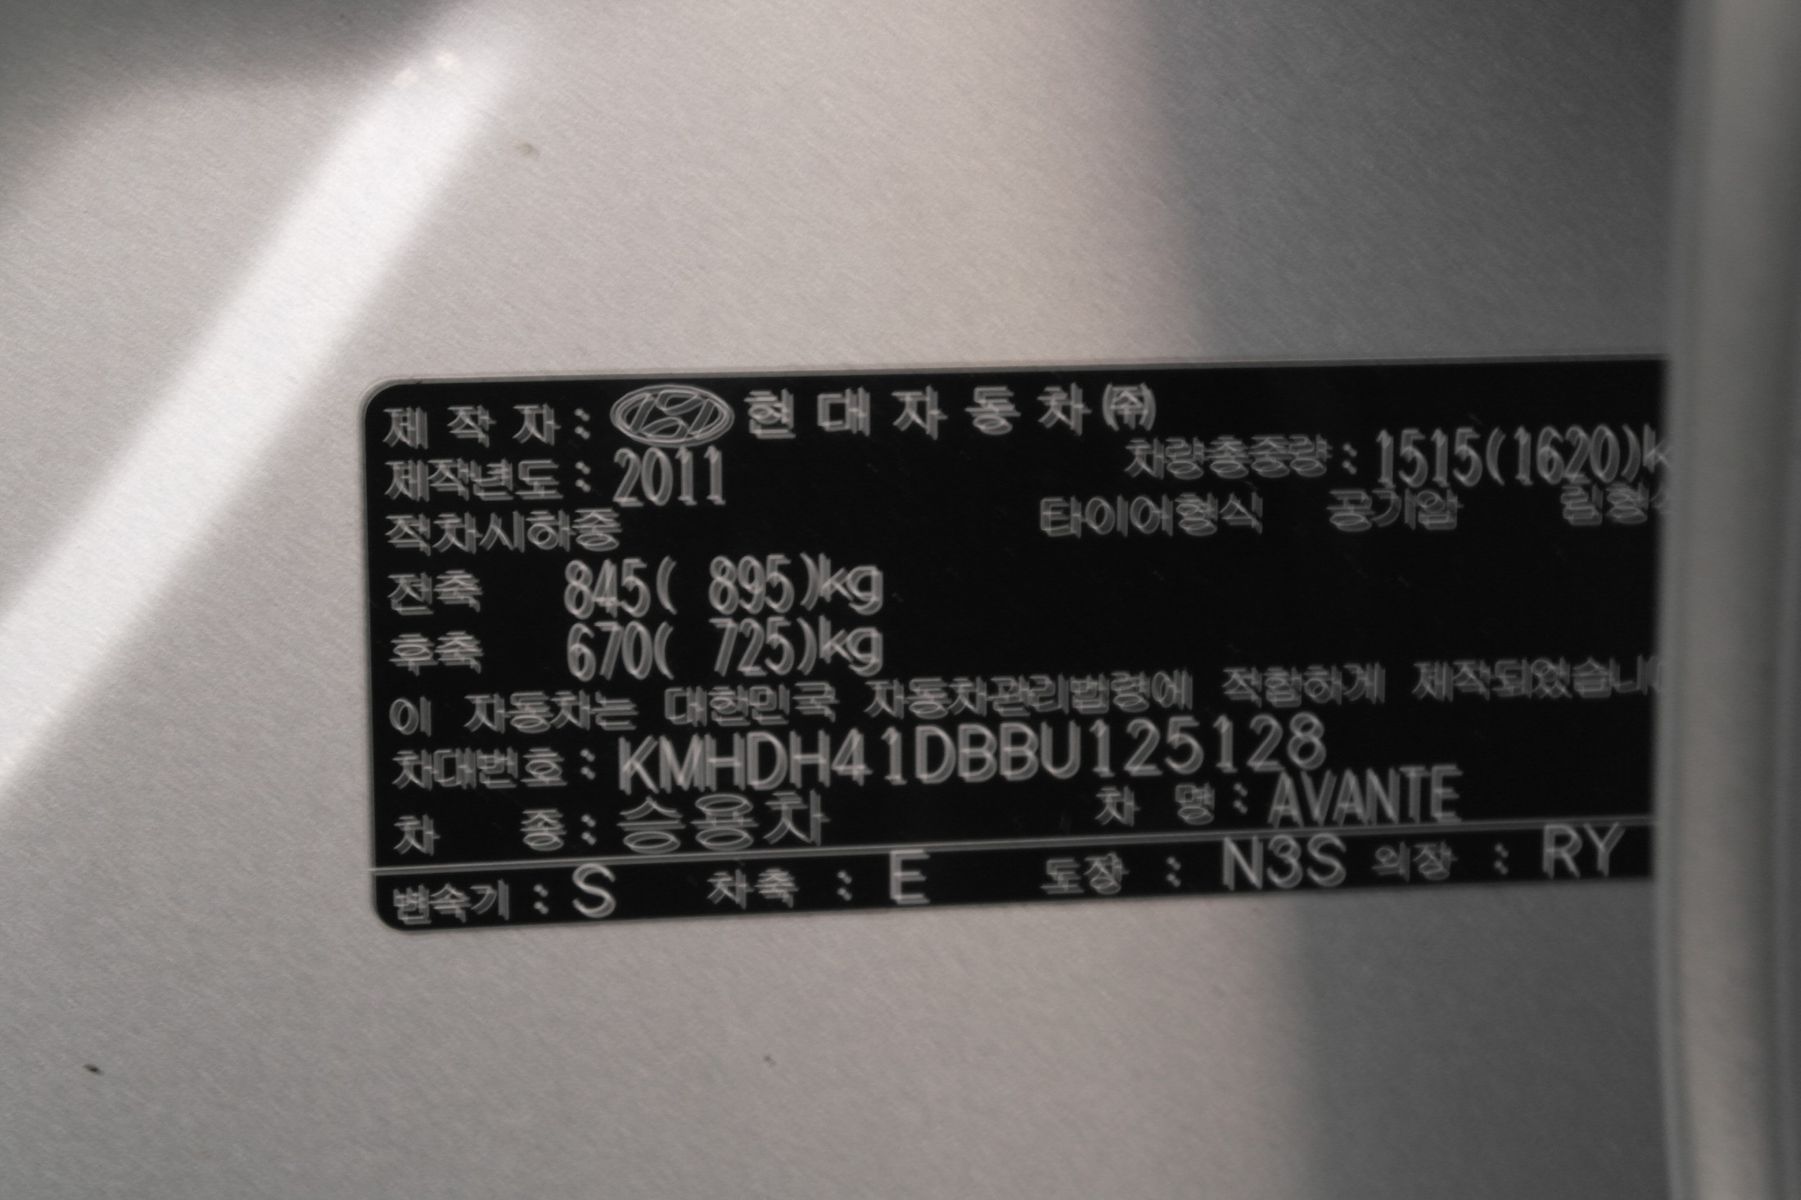 제 작 자 : 현 대 자 동 차 ㈜
제작년도 : 2011 차량총중량 : 1515(1620)k
적차시하중 타이어형식 공기압 림형식
전축 845( 895)kg
후축 670( 725)kg
이 자동차는 대한민국 자동차관리법령에 적합하게 제작되었습니
차대번호 : KMHDH41DBBU125128
차 종 : 승용차 차 명 : AVANTE
변속기 : S 차축 : E 도장 : N3S 의장 : RY